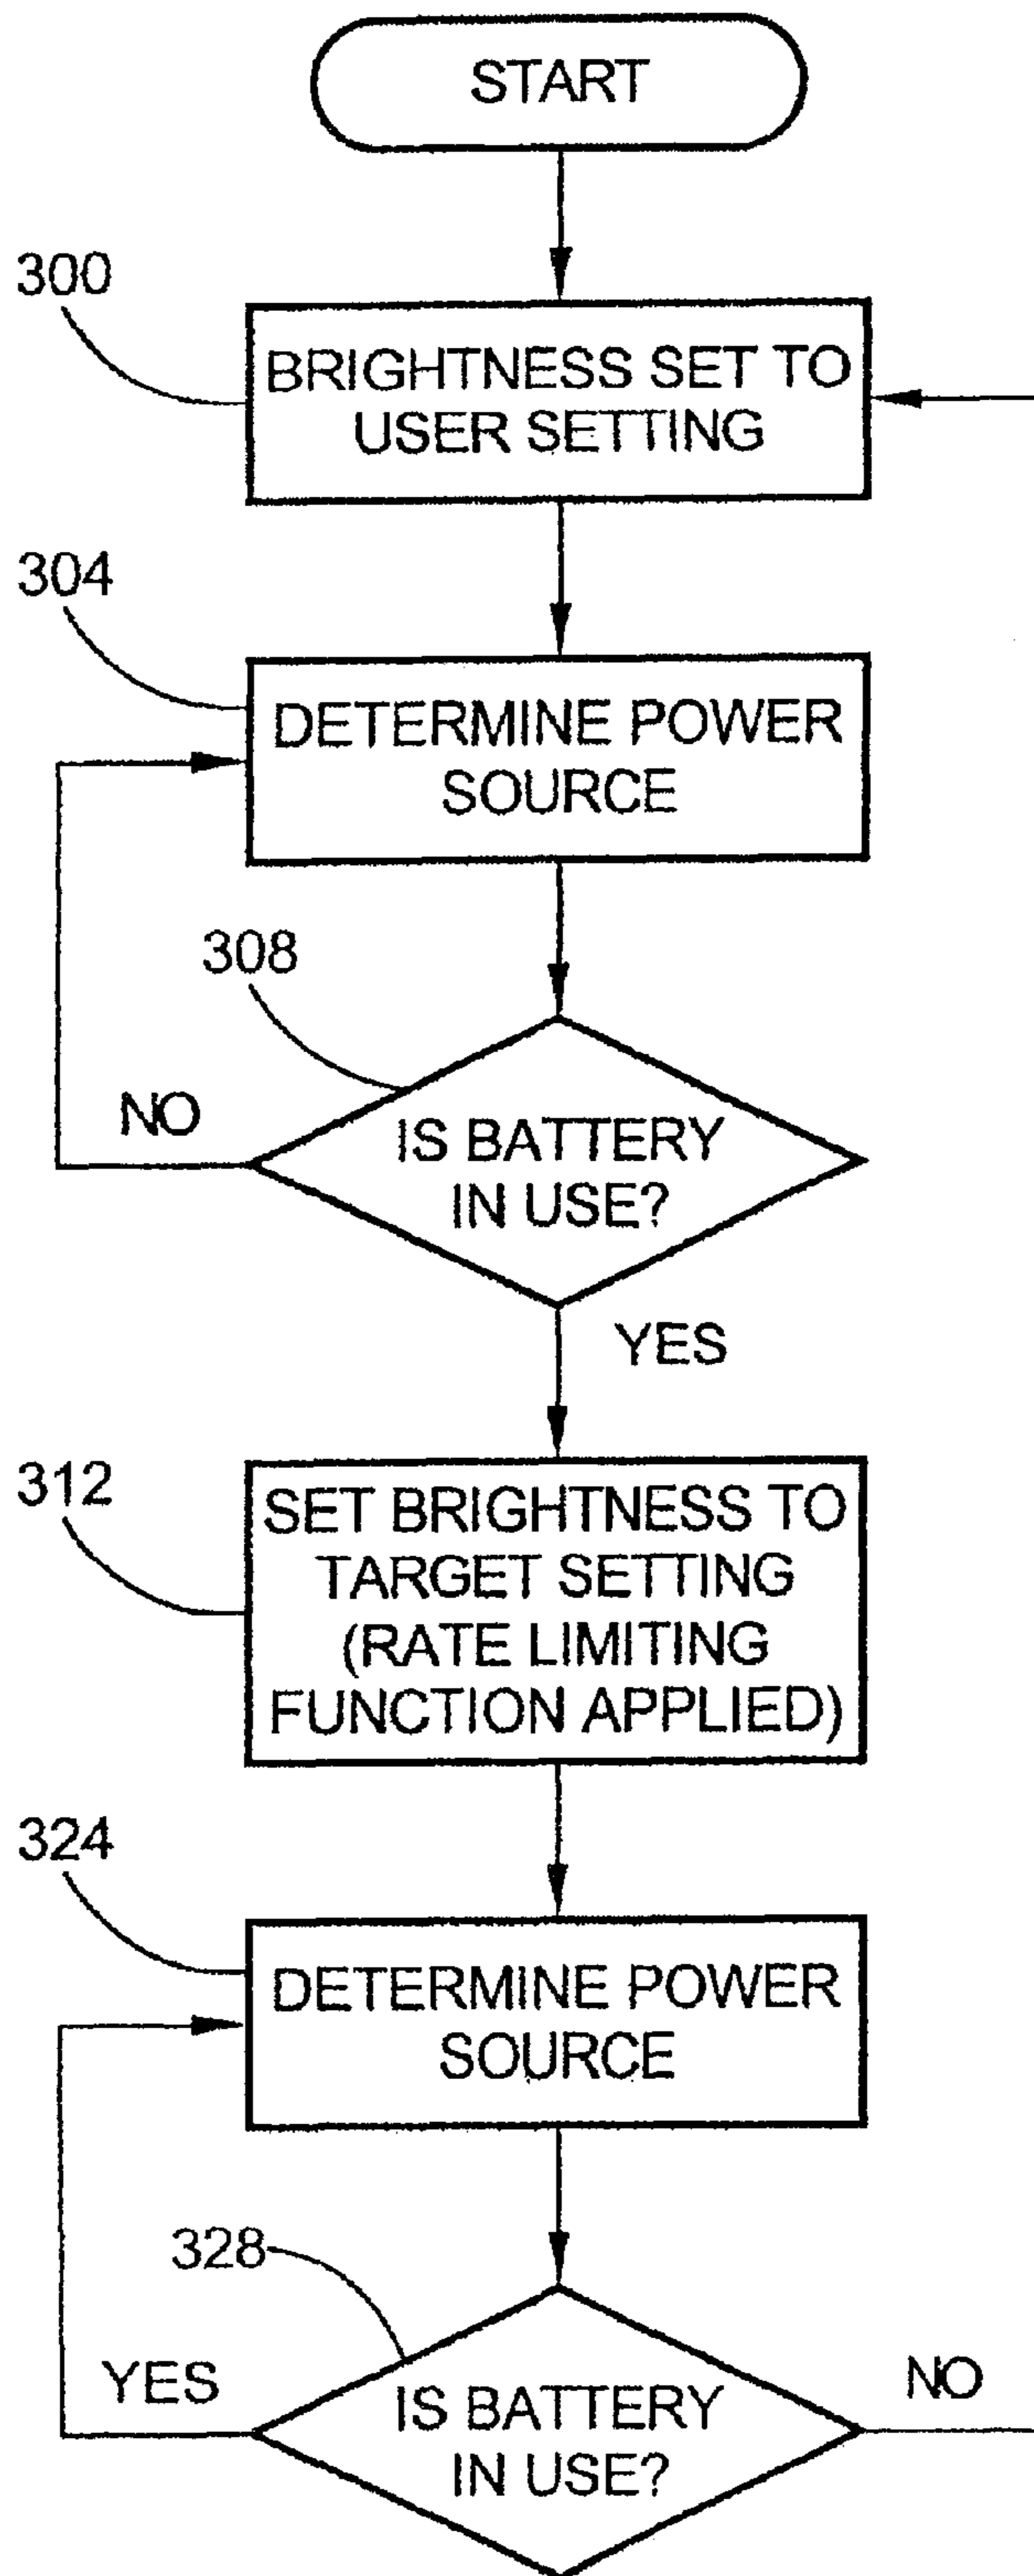 START
300
BRIGHTNESS SET TO
USER SETTING
304
DETERMINE POWER
SOURCE
308
NO
IS BATTERY
IN USE?
YES
312
SET BRIGHTNESS TO
TARGET SETTING
(RATE LIMITING
FUNCTION APPLIED)
324
DETERMINE POWER
SOURCE
328
YES
NO
IS BATTERY
IN USE?